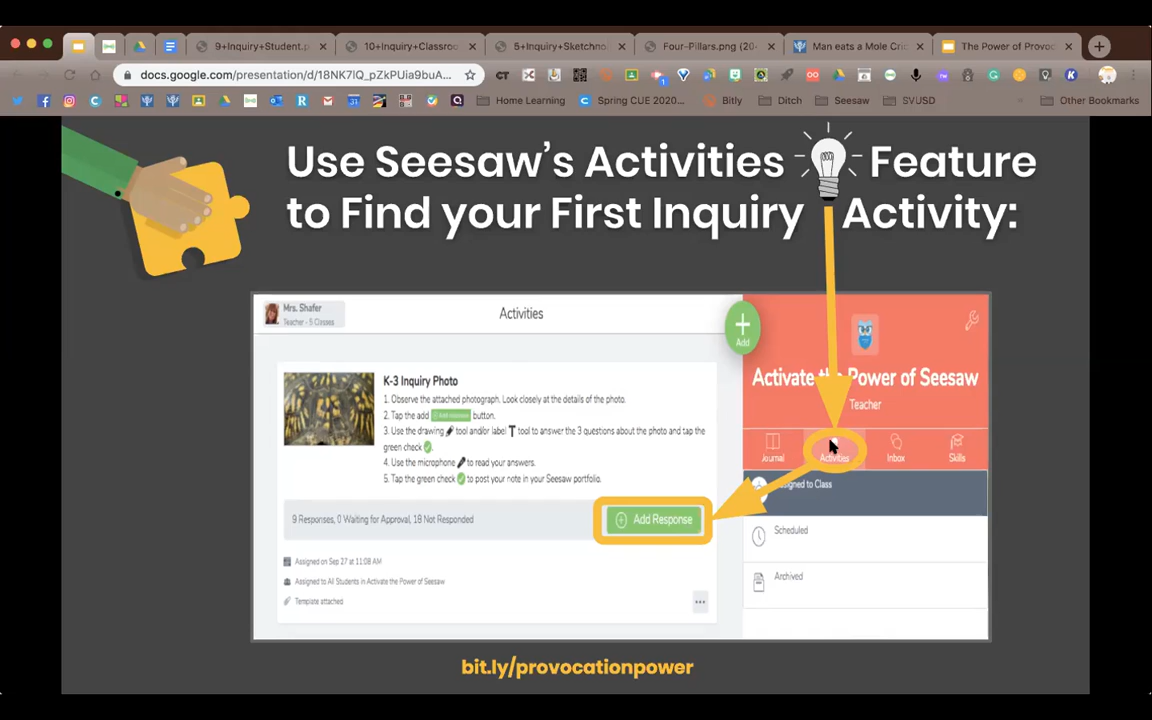 9+Inquiry+Student.p
10+Inquiry+Classroo
5+Inquiry+Sketchno
Four-Pillars.png (20
Man eats a Mole Cri
The Power of Provoc
docs.google.com/presentation/d/18NK7lQ_pZkPUia9buA...
Home Learning
Spring CUE 2020...
Bitly
Ditch
Seesaw
SVUSD
Other Bookmarks
Use Seesaw's Activities Feature
to Find your First Inquiry Activity:
Mrs. Shafer
Teacher - 5 Classes
Activities
Add
K-3 Inquiry Photo
1. Observe the attached photograph. Look closely at the details of the photo.
2. Tap the add Add Response button.
3. Use the drawing tool and/or label T tool to answer the 3 questions about the photo and tap the
green check
4. Use the microphone to read your answers.
5. Tap the green check to post your note in your Seesaw portfolio.
9 Responses, 0 Waiting for Approval, 18 Not Responded
Add Response
Assigned on Sep 27 at 11:08 AM
Assigned to All Students in Activate the Power of Seesaw
Template attached
Activate the Power of Seesaw
Teacher
Journal
Activities
Inbox
Skills
Assigned to Class
Scheduled
Archived
bit.ly/provocationpower